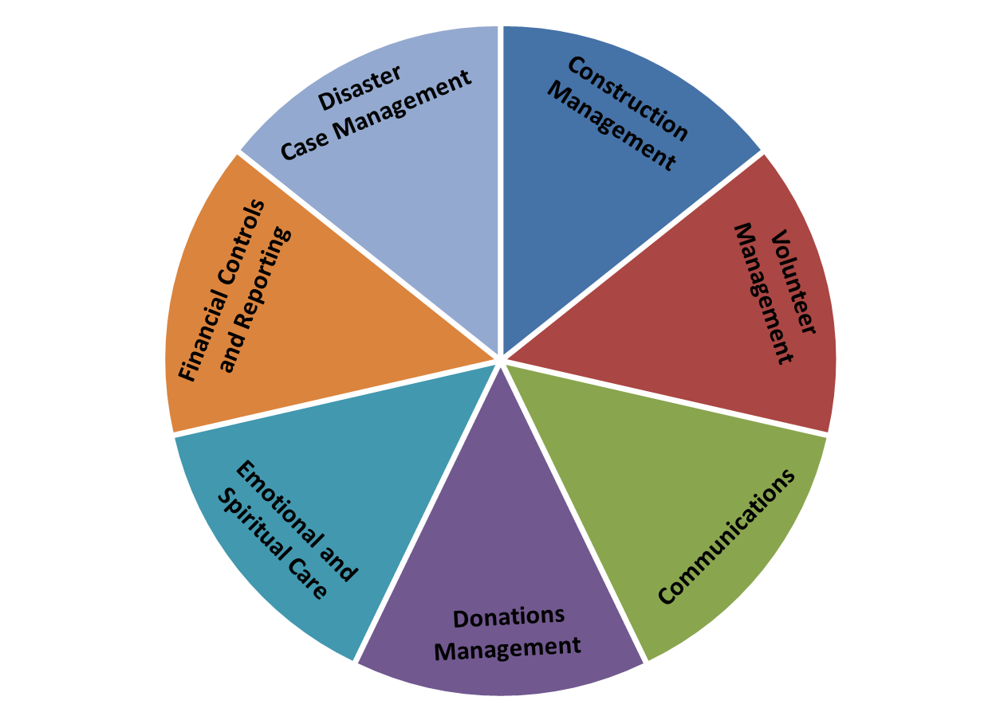 Disaster
Case Management
Construction
Management
Volunteer
Management
Communications
Donations
Management
Emotional and
Spiritual Care
Financial Controls
and Reporting